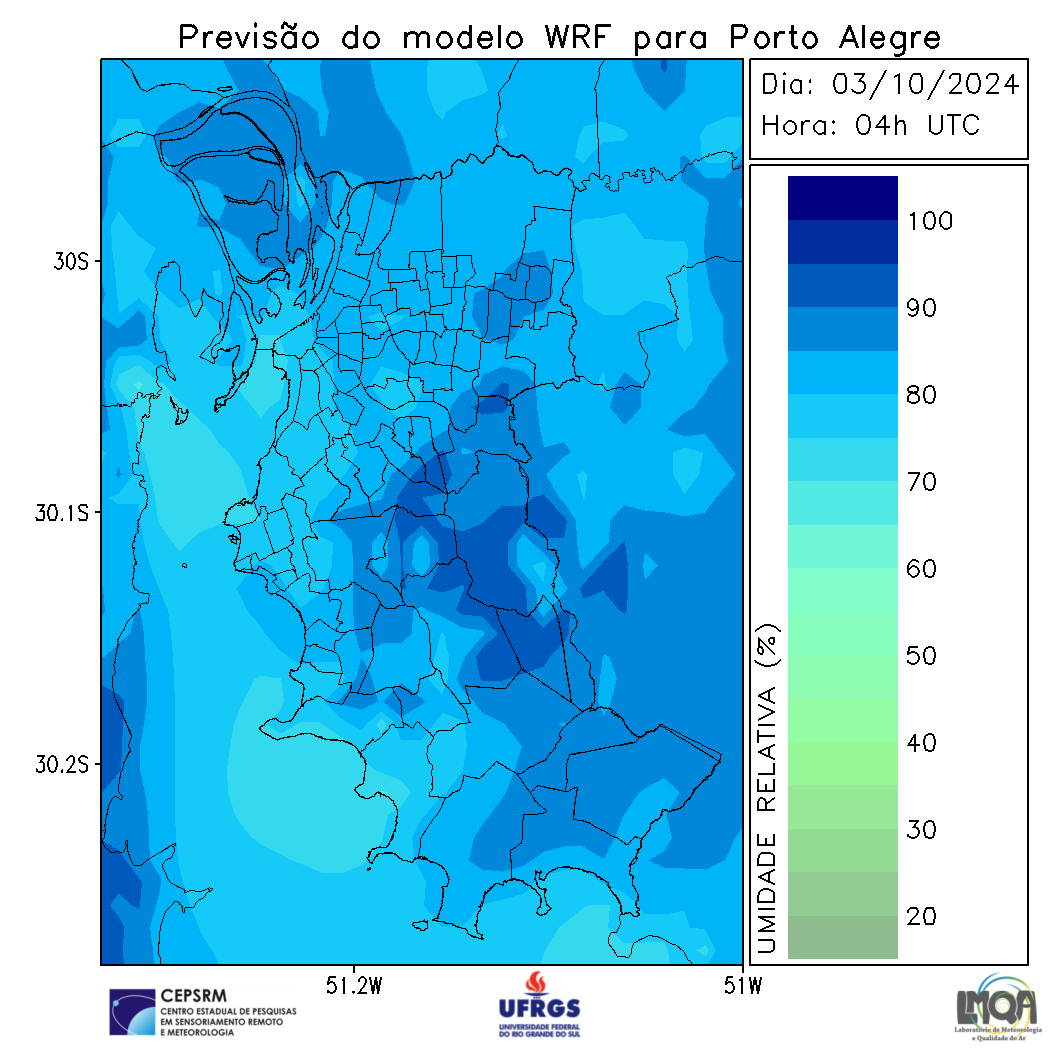 Previsão do modelo WRF para Porto Alegre
Dia: 03/10/2024
Hora: 04h UTC
100
90
80
70
60
50
40
30
20
UMIDADE RELATIVA (%)
30S
30.1S
30.2S
51.2W
51W
CEPSRM
CENTRO ESTADUAL DE PESQUISAS
EM SENSORIAMENTO REMOTO
E METEOROLOGIA
UFRGS
UNIVERSIDADE FEDERAL
DO RIO GRANDE DO SUL
LMQA
Laboratório de Meteorologia
e Qualidade do Ar